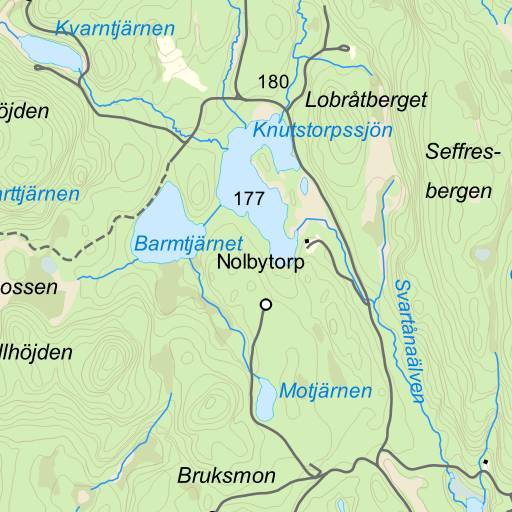 Kvarntjärnen
180
Lobråtberget
öjden
Knutstorpssjön
Seffres-
bergen
arttjärnen
177
Barmtjärnet
Nolbytorp
ossen
Svartånaälven
llhöjden
Motjärnen
Bruksmon